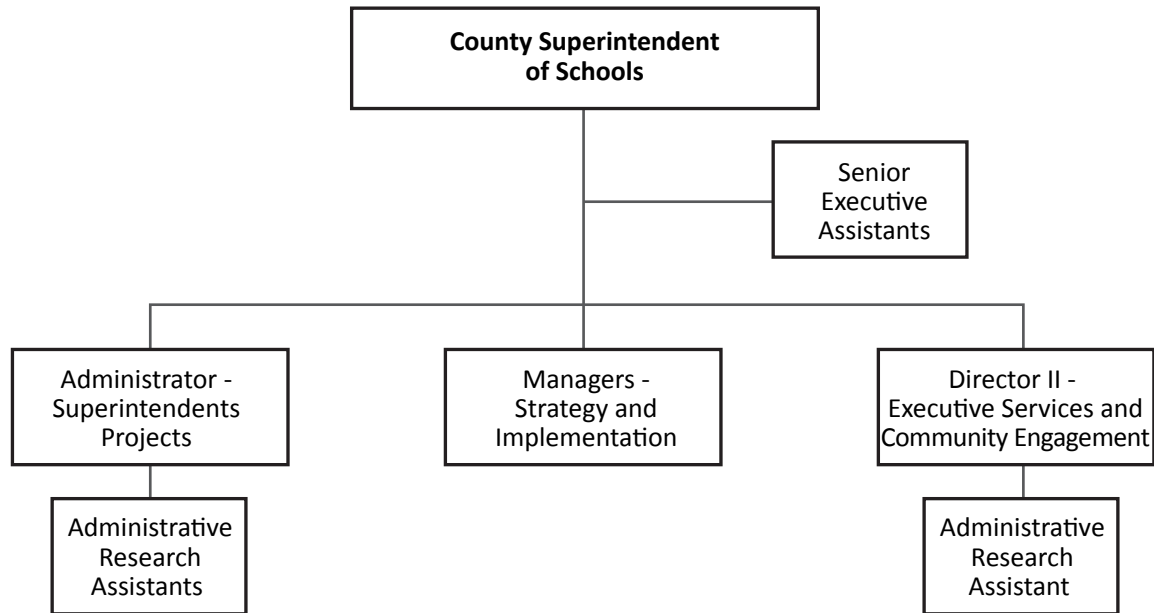 County Superintendent
of Schools
Senior
Executive
Assistants
Administrator -
Superintendents
Projects
Managers -
Strategy and
Implementation
Director II -
Executive Services and
Community Engagement
Administrative
Research
Assistants
Administrative
Research
Assistant